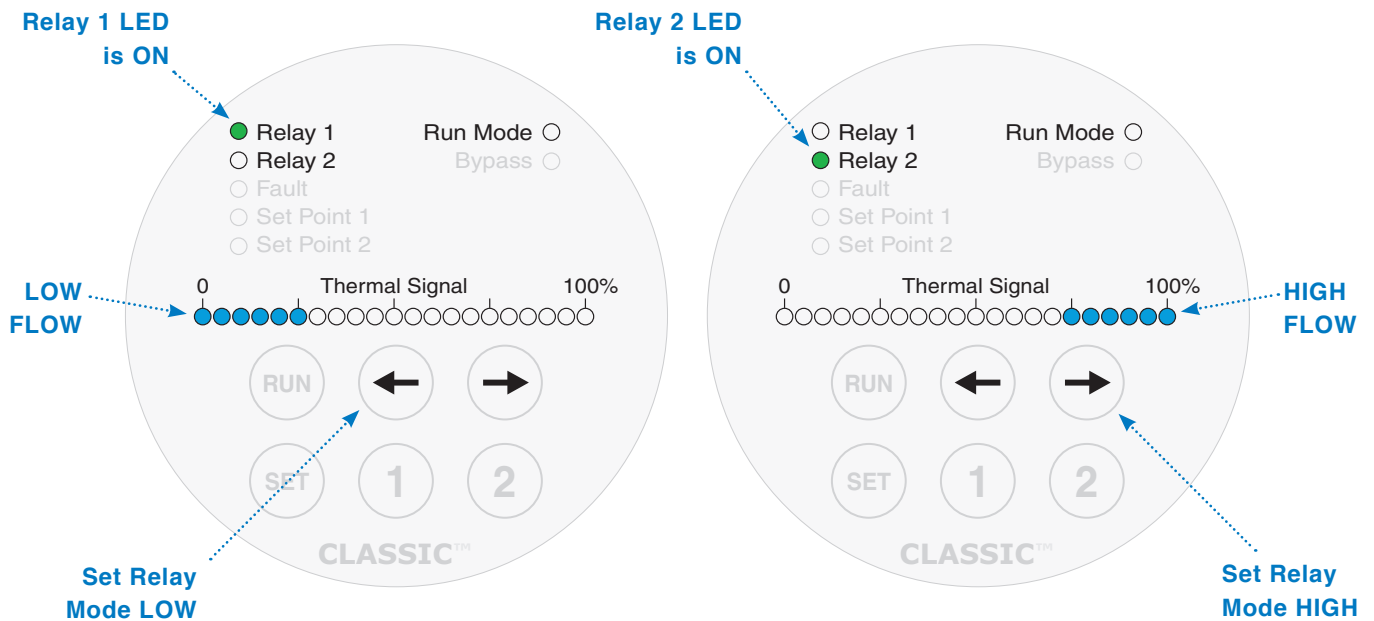 Relay 1 LED
is ON
Relay 1
Run Mode
Relay 2
Bypass
Fault
Set Point 1
Set Point 2
0 Thermal Signal 100%
LOW
FLOW
RUN
SET 1 2
CLASSIC™
Set Relay
Mode LOW
Relay 2 LED
is ON
Relay 1
Run Mode
Relay 2
Bypass
Fault
Set Point 1
Set Point 2
0 Thermal Signal 100%
HIGH
FLOW
RUN
SET 1 2
CLASSIC™
Set Relay
Mode HIGH